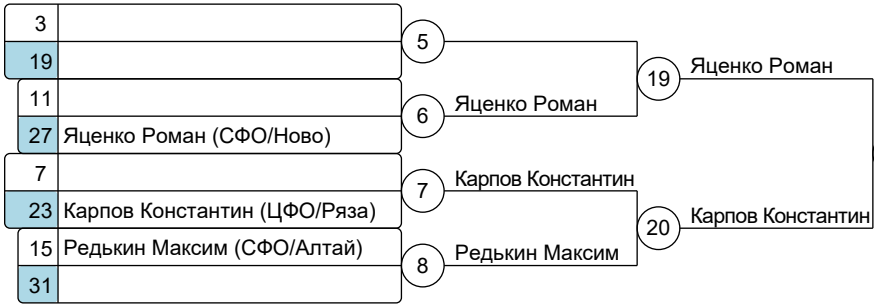 3
19
5
11
27 Яценко Роман (СФО/Ново)
6
Яценко Роман
19
Яценко Роман
7
23 Карпов Константин (ЦФО/Ряза)
7
Карпов Константин
15 Редькин Максим (СФО/Алтай)
31
8
Редькин Максим
20
Карпов Константин